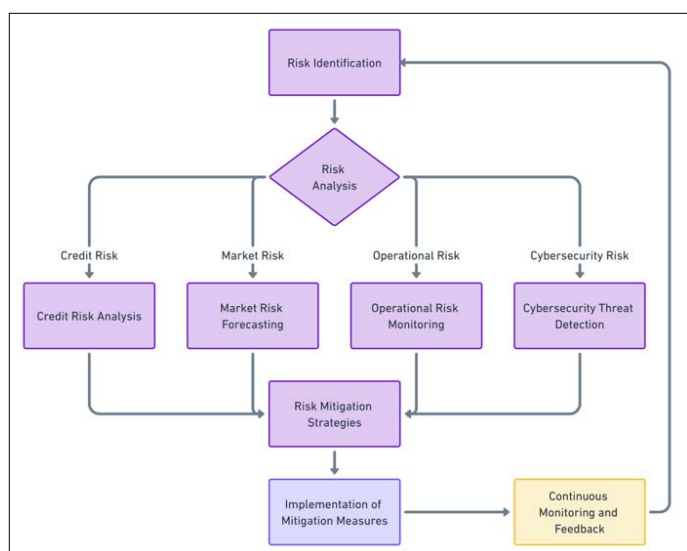 Risk Identification
Risk
Analysis
Credit Risk
Market Risk
Operational Risk
Cybersecurity Risk
Credit Risk Analysis
Market Risk
Forecasting
Operational Risk
Monitoring
Cybersecurity Threat
Detection
Risk Mitigation
Strategies
Implementation of
Mitigation Measures
Continuous
Monitoring and
Feedback